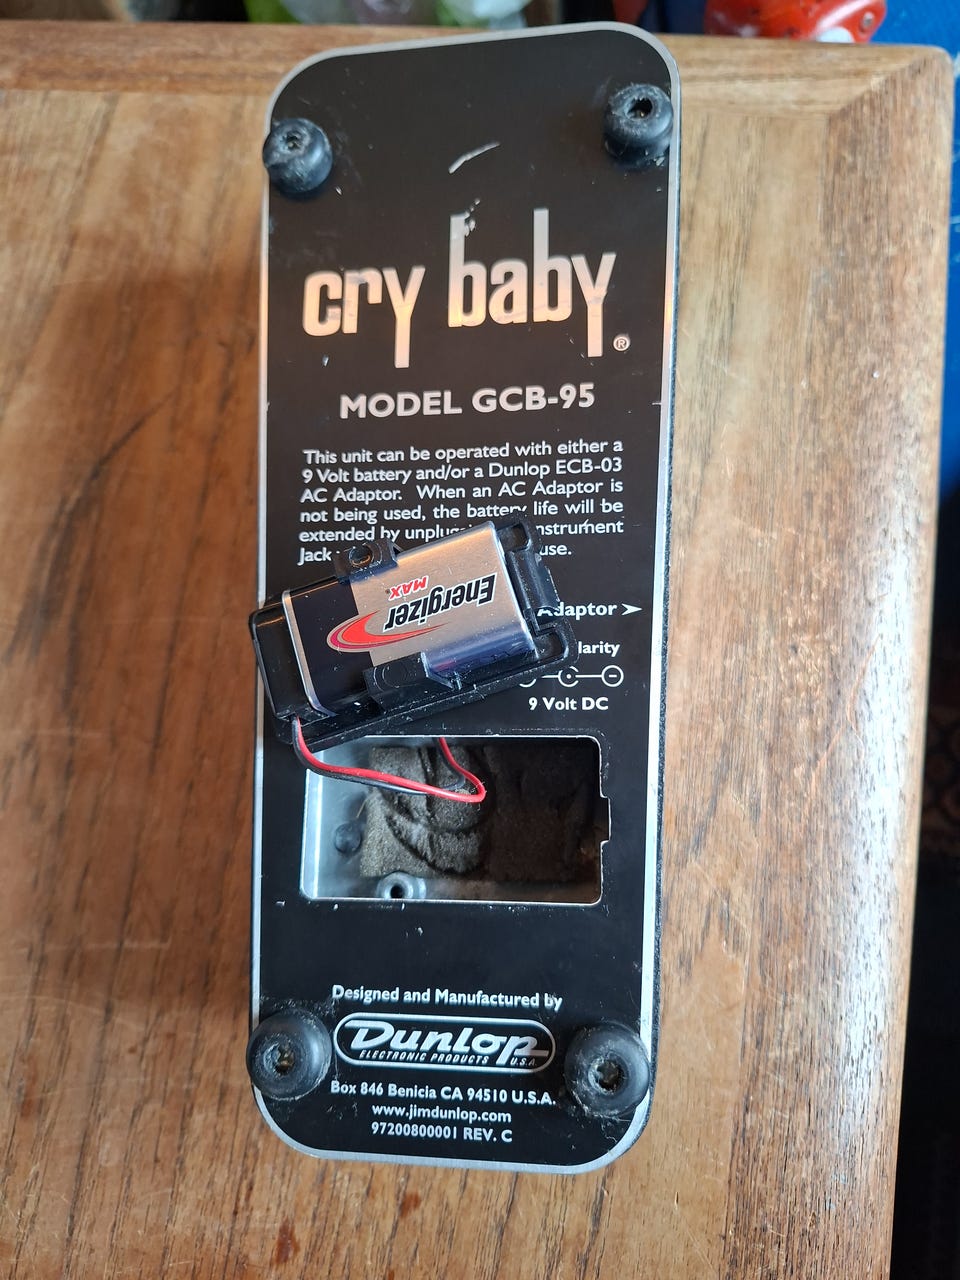 cry baby®
MODEL GCB-95
This unit can be operated with either a
9 Volt battery and/or a Dunlop ECB-03
AC Adaptor. When an AC Adaptor is
not being used, the battery life will be
extended by instrument
Jack use.
Energizer
MAX
Adaptor
9 Volt DC
Designed and Manufactured by
DUNLOP
ELECTRONIC PRODUCTS U.S.A.
Box 846 Benicia CA 94510 U.S.A.
www.jimdunlop.com
97200800001 REV. C